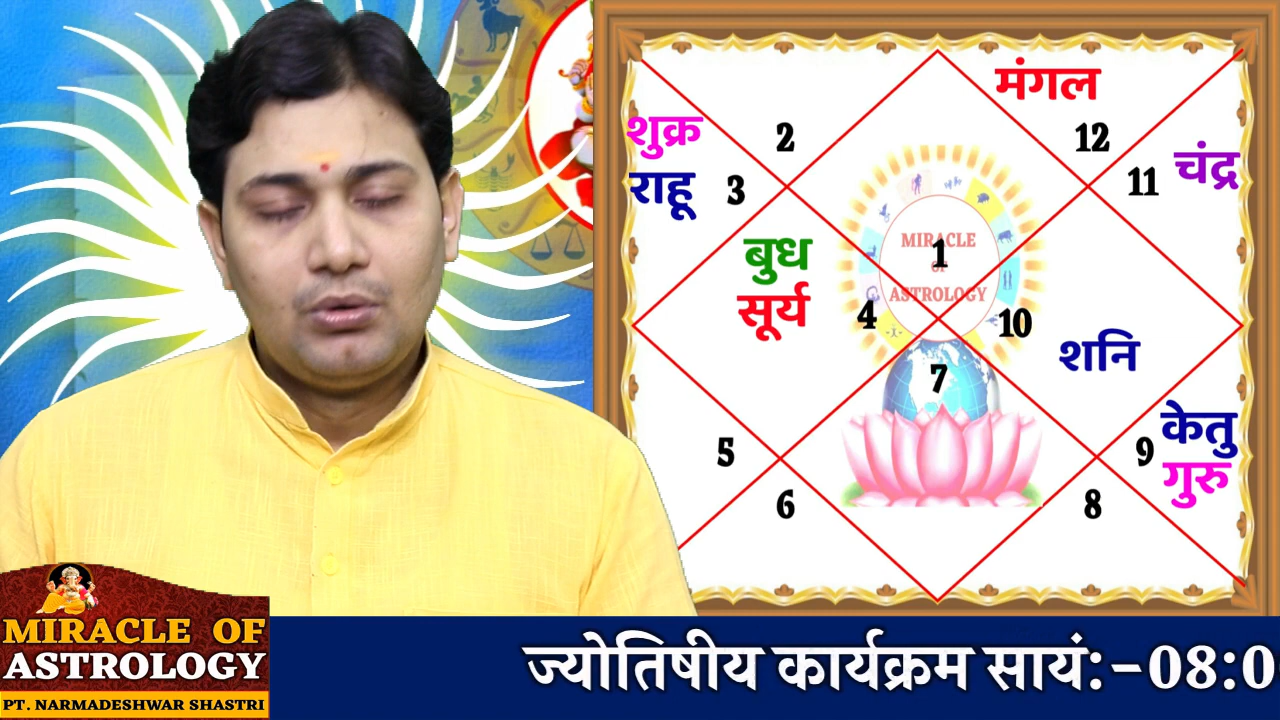 मंगल
शुक्र
2
12
चंद्र
राहू
3
11
MIRACLE
1
OF
ASTROLOGY
बुध
सूर्य
4
10
शनि
7
केतु
5
9
गुरु
6
8
MIRACLE OF
ASTROLOGY
PT. NARMADESHWAR SHASTRI
ज्योतिषीय कार्यक्रम सायं:-08:0